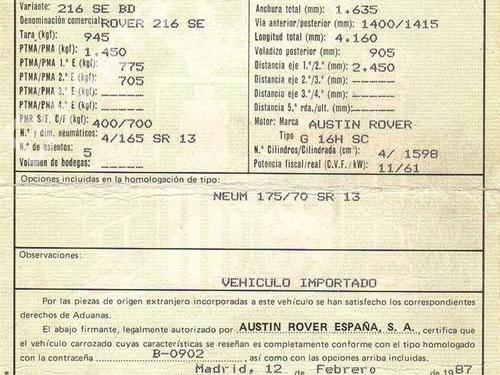 Variante: 216 SE BD
Denominación comercial: ROVER 216 SE
Tara (kgf): 945
PTMA/PMA (kgf): 1.450
PTMA/PMA 1.º E (kgf): 775
PTMA/PMA 2.º E (kgf): 705
PTMA/PMA 3.º E (kgf): -----
PTMA/PMA 4.º E (kgf): -----
PMR S/F, C/F (kgf): 400/700
N.º y dim. neumáticos: 4/165 SR 13
N.º de asientos: 5
Volumen de bodegas: -----
Anchura total (mm): 1.635
Vía anterior/posterior (mm): 1400/1415
Longitud total (mm): 4.160
Voladizo posterior (mm): 905
Distancia eje 1.º/2.º (mm): 2.450
Distancia eje 2.º/3.º (mm): -----
Distancia eje 3.º/4.º (mm): -----
Distancia 5.ª rda./ult. (mm): -----
Motor: Marca AUSTIN ROVER
Tipo G 16H SC
N.º Cilindros/Cilindrada (cm³): 4/ 1598
Potencia fiscal/real (C.V.F./kW): 11/61
Opciones incluidas en la homologación de tipo:
NEUM 175/70 SR 13
Observaciones:
VEHICULO IMPORTADO
Por las piezas de origen extranjero incorporadas a este vehículo se han satisfecho los correspondientes
derechos de Aduanas.
El abajo firmante, legalmente autorizado por AUSTIN ROVER ESPAÑA, S. A., certifica que
el vehículo carrozado cuyas características se reseñan es completamente conforme con el tipo homologado
con la contraseña B-0902, así como con las opciones arriba incluidas.
Madrid, 12 de Febrero de 1987